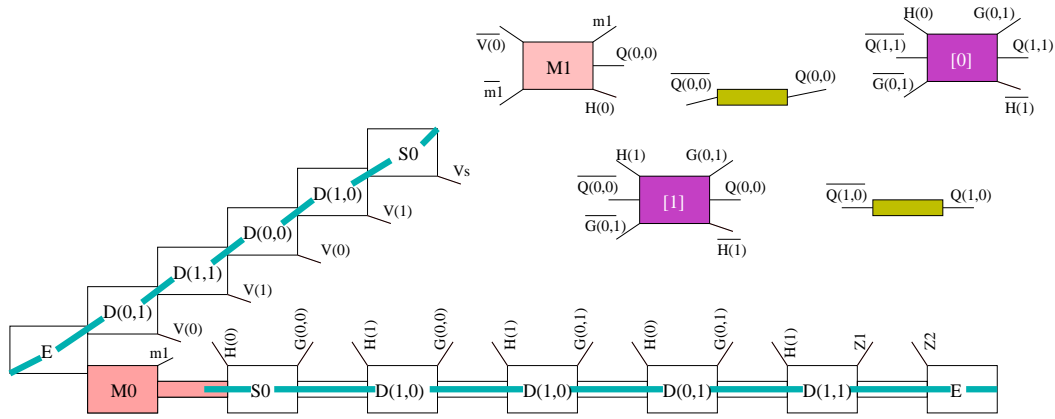 H(0) G(0,1)
V(0) m1
Q(0,0)
M1
m1 H(0)
Q(0,0) Q(0,0)
Q(1,1) [0] Q(1,1)
G(0,1) H(1)
H(1) G(0,1)
Q(0,0) [1] Q(0,0)
G(0,1) H(1)
Q(1,0) Q(1,0)
S0
Vs
D(1,0)
V(1)
D(0,0)
V(0)
D(1,1)
V(1)
D(0,1)
V(0)
E
m1
H(0) G(0,0) H(1) G(0,0) H(1) G(0,1) H(0) G(0,1) H(1) Z1 Z2
M0 S0 D(1,0) D(1,0) D(0,1) D(1,1) E